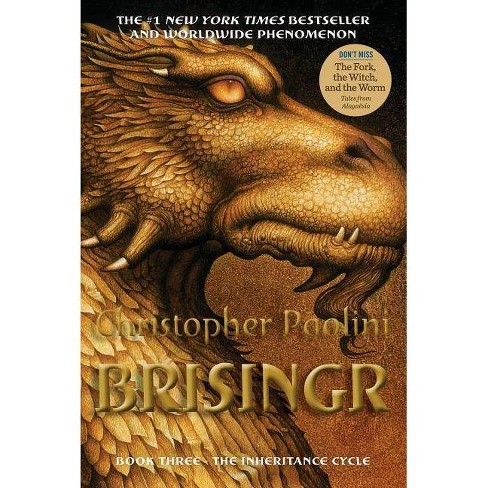 THE #1 NEW YORK TIMES BESTSELLER
AND WORLDWIDE PHENOMENON
DON'T MISS
The Fork,
the Witch,
and the Worm
Tales from
Alagaësia
Christopher Paolini
BRISINGR
BOOK THREE • THE INHERITANCE CYCLE